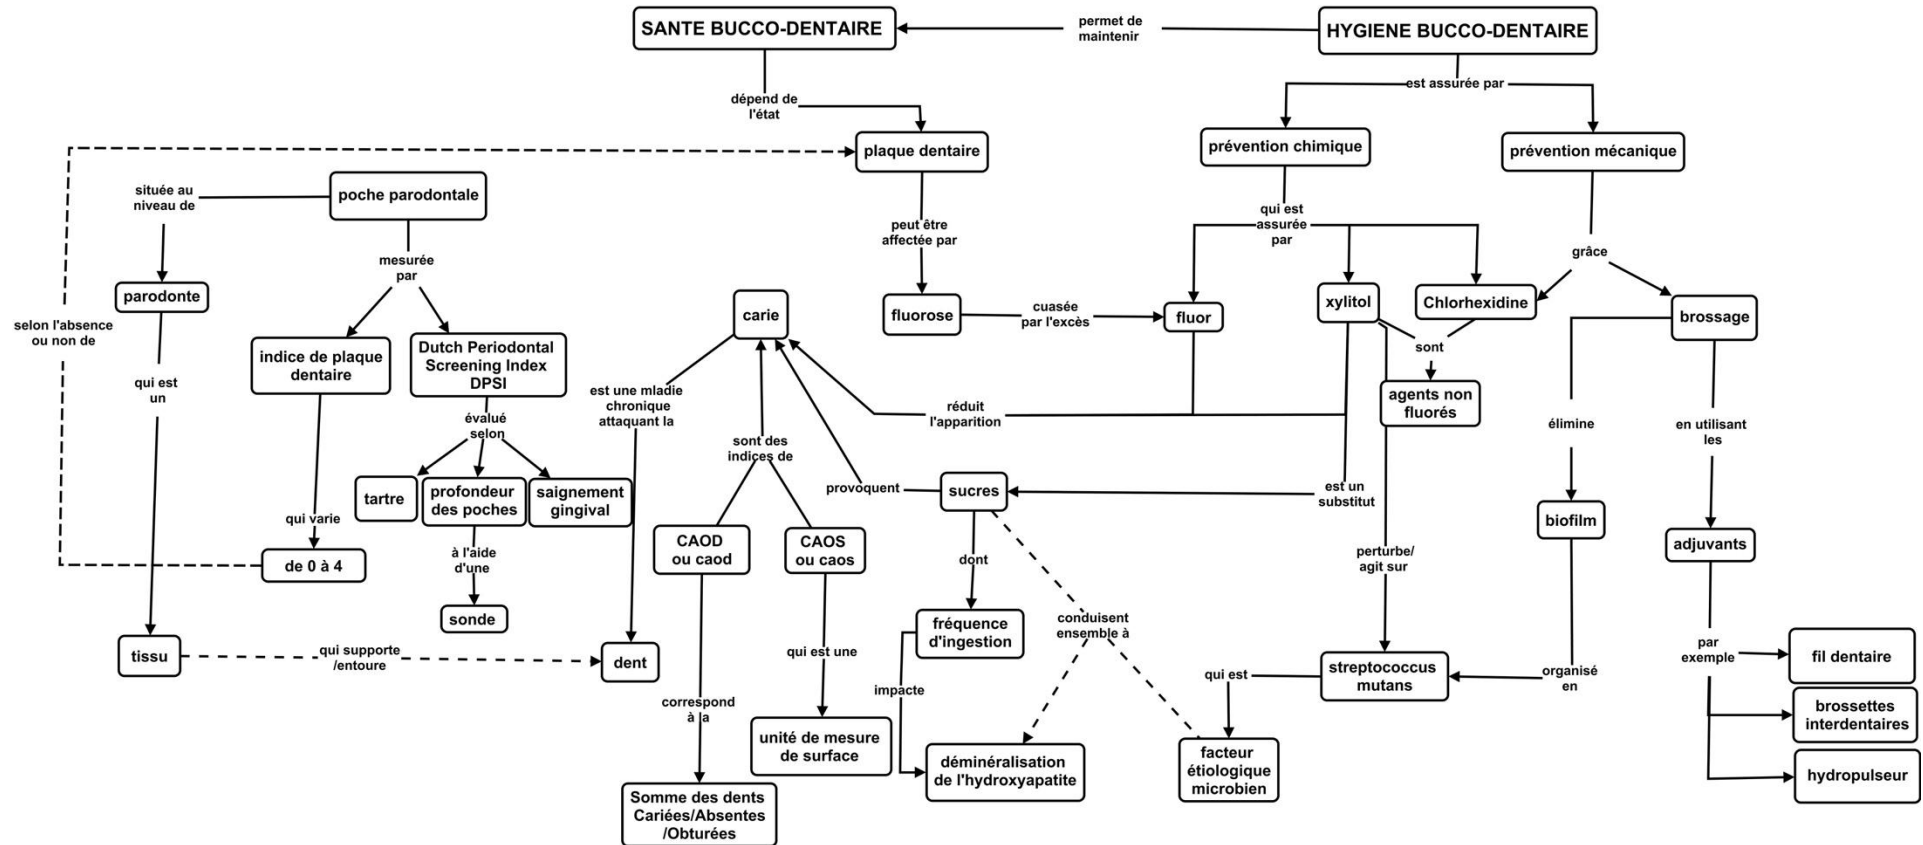 SANTE BUCCO-DENTAIRE
permet de
maintenir
HYGIENE BUCCO-DENTAIRE
dépend de
l'état
est assurée par
plaque dentaire
prévention chimique
prévention mécanique
située au
niveau de
poche parodontale
peut être
affectée par
qui est
assurée
par
grâce
mesurée
par
parodonte
selon l'absence
ou non de
carie
fluorose
cuasée
par l'excès
fluor
xylitol
Chlorhexidine
brossage
indice de plaque
dentaire
Dutch Periodontal
Screening Index
DPSI
sont
agents non
fluorés
qui est
un
est une mladie
chronique
attaquant la
réduit
l'apparition
évalué
selon
sont des
indices de
élimine
en utilisant
les
tartre
profondeur
des poches
saignement
gingival
provoquent
sucres
est un
substitut
qui varie
biofilm
CAOD
ou caod
CAOS
ou caos
adjuvants
de 0 à 4
à l'aide
d'une
dont
perturbe/
agit sur
sonde
fréquence
d'ingestion
conduisent
ensemble à
tissu
qui supporte
/entoure
dent
qui est une
par
exemple
fil dentaire
impacte
qui est
streptococcus
mutans
organisé
en
correspond
à la
unité de mesure
de surface
brossettes
interdentaires
déminéralisation
de l'hydroxyapatite
facteur
étiologique
microbien
hydropulseur
Somme des dents
Cariées/Absentes
/Obturées